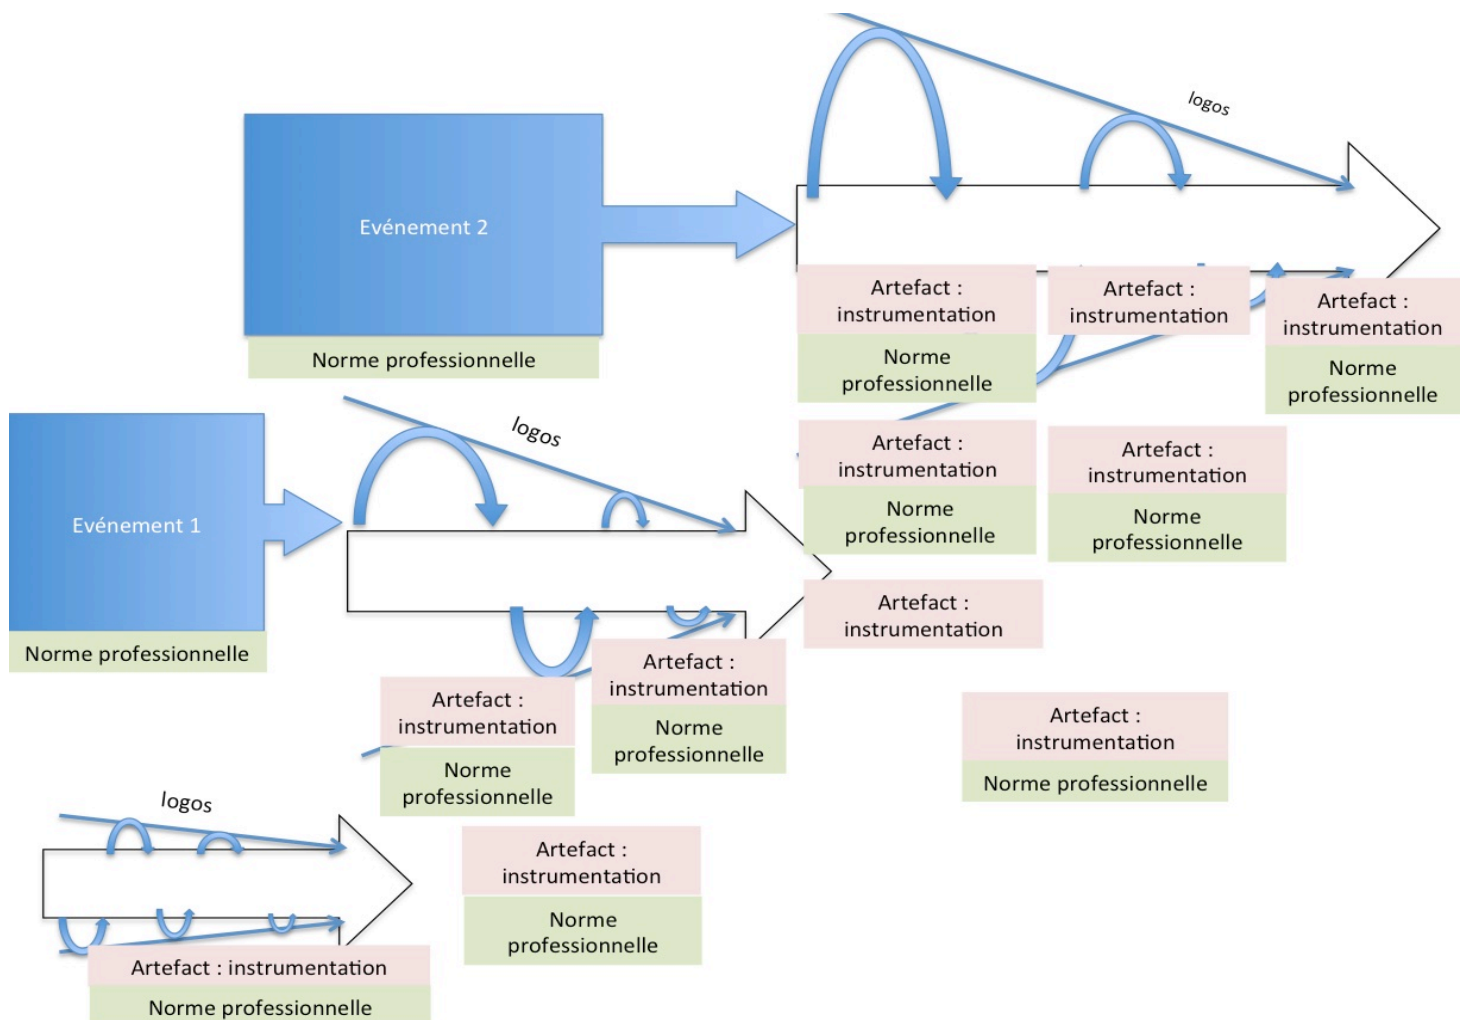 logos
Evénement 2
Norme professionnelle
Artefact :
instrumentation
Norme
professionnelle
Artefact :
instrumentation
Artefact :
instrumentation
Norme
professionnelle
logos
Artefact :
instrumentation
Norme
professionnelle
Artefact :
instrumentation
Norme
professionnelle
Evénement 1
Norme professionnelle
Artefact :
instrumentation
Artefact :
instrumentation
Norme
professionnelle
Artefact :
instrumentation
Norme
professionnelle
Artefact :
instrumentation
Norme professionnelle
logos
Artefact :
instrumentation
Norme
professionnelle
Artefact : instrumentation
Norme professionnelle